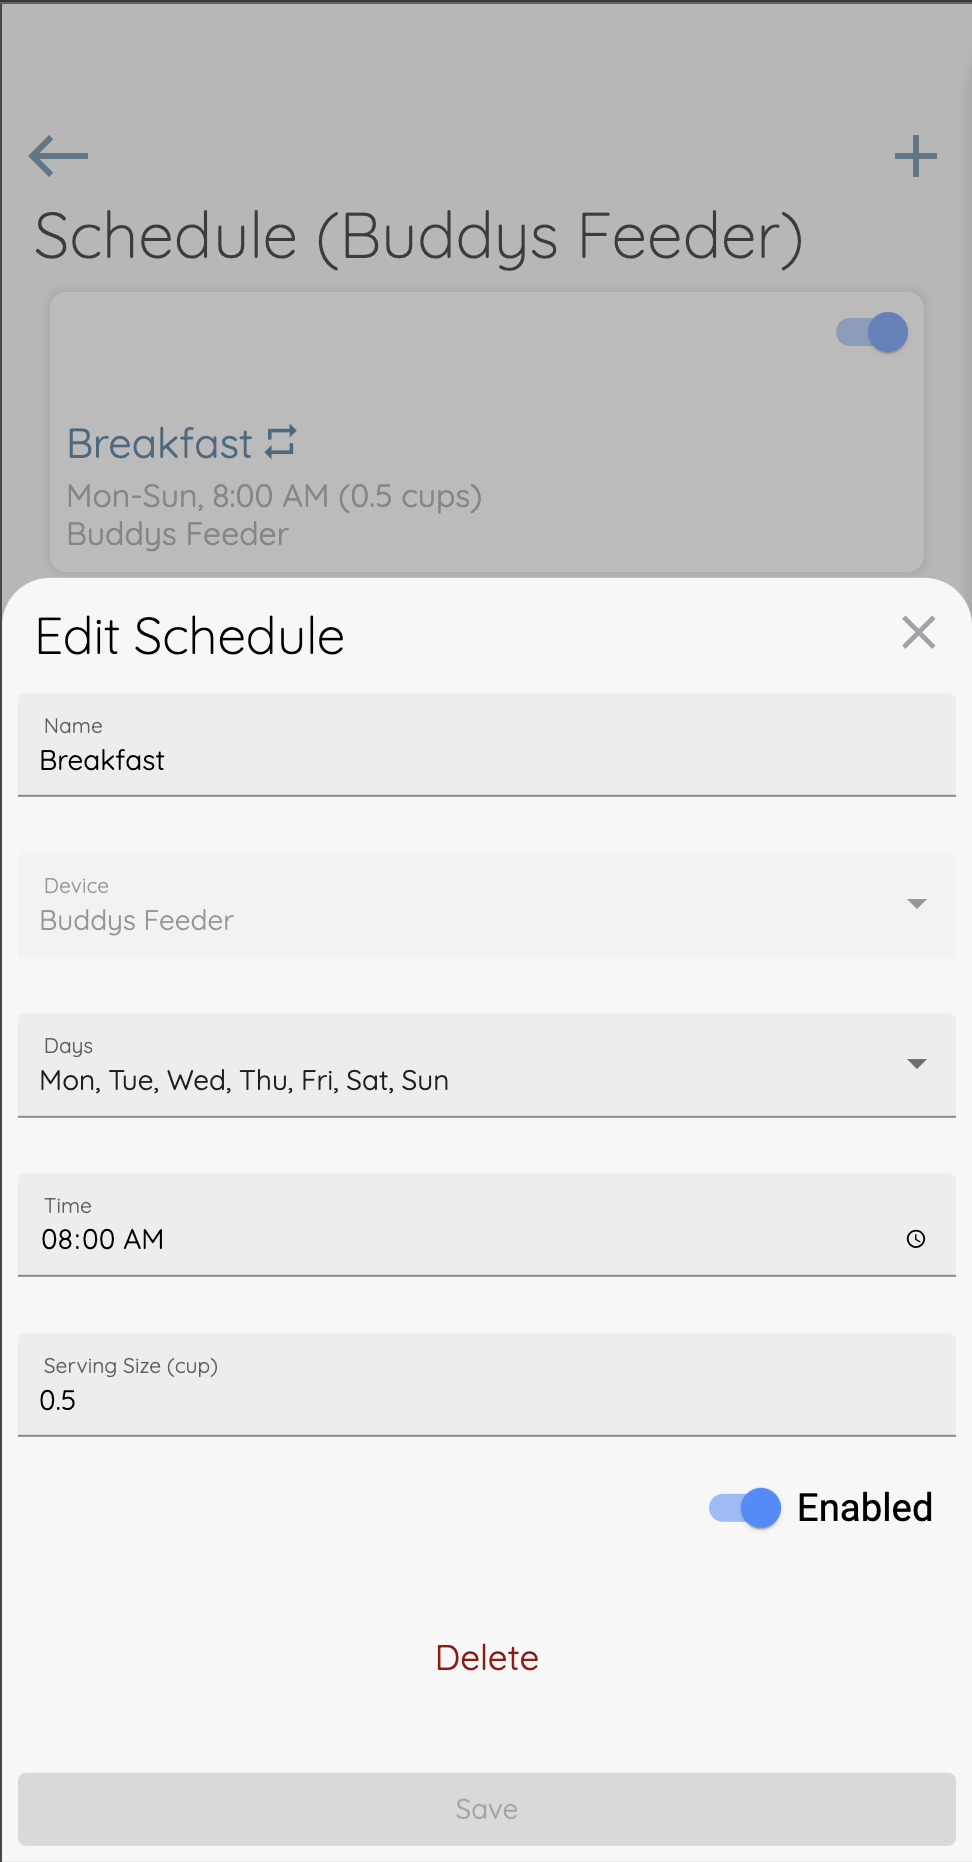 Schedule (Buddys Feeder)
Breakfast
Mon-Sun, 8:00 AM (0.5 cups)
Buddys Feeder
Edit Schedule
Name
Breakfast
Device
Buddys Feeder
Days
Mon, Tue, Wed, Thu, Fri, Sat, Sun
Time
08:00 AM
Serving Size (cup)
0.5
Enabled
Delete
Save